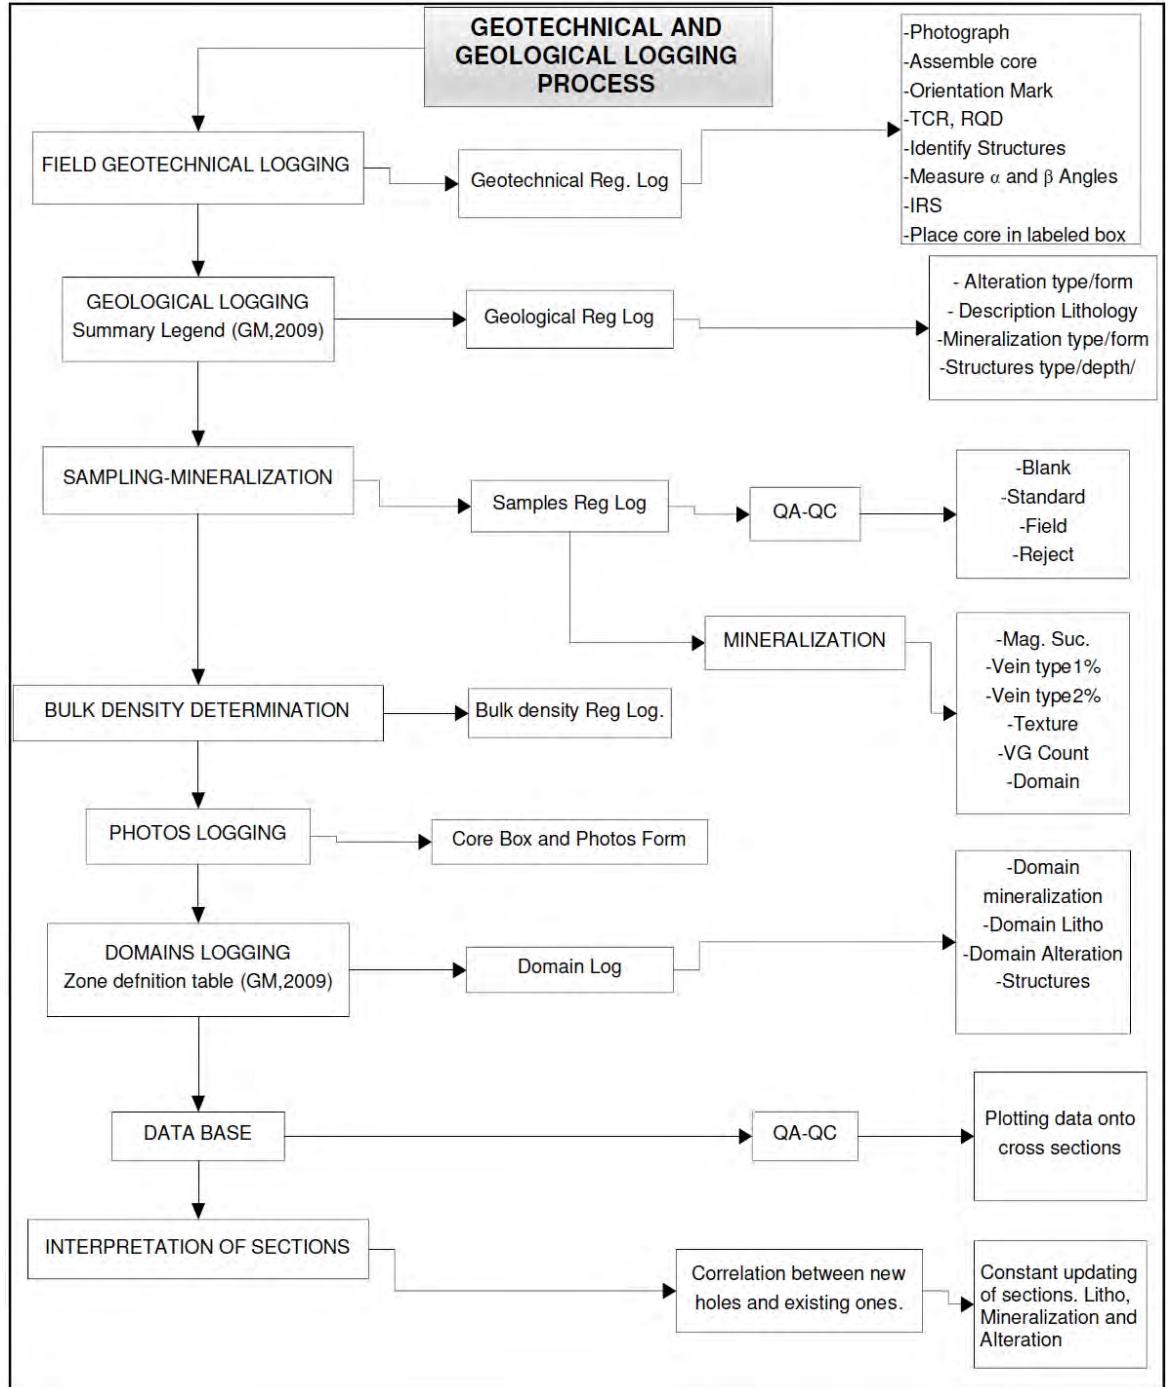 GEOTECHNICAL AND
GEOLOGICAL LOGGING
PROCESS
-Photograph
-Assemble core
-Orientation Mark
-TCR, RQD
-Identify Structures
-Measure α and β Angles
-IRS
-Place core in labeled box
FIELD GEOTECHNICAL LOGGING
Geotechnical Reg. Log
GEOLOGICAL LOGGING
Summary Legend (GM,2009)
Geological Reg Log
- Alteration type/form
- Description Lithology
-Mineralization type/form
-Structures type/depth/
SAMPLING-MINERALIZATION
Samples Reg Log
QA-QC
-Blank
-Standard
-Field
-Reject
MINERALIZATION
-Mag. Suc.
-Vein type1%
-Vein type2%
-Texture
-VG Count
-Domain
BULK DENSITY DETERMINATION
Bulk density Reg Log.
PHOTOS LOGGING
Core Box and Photos Form
DOMAINS LOGGING
Zone defnition table (GM,2009)
Domain Log
-Domain
mineralization
-Domain Litho
-Domain Alteration
-Structures
DATA BASE
QA-QC
Plotting data onto
cross sections
INTERPRETATION OF SECTIONS
Correlation between new
holes and existing ones.
Constant updating
of sections. Litho,
Mineralization and
Alteration